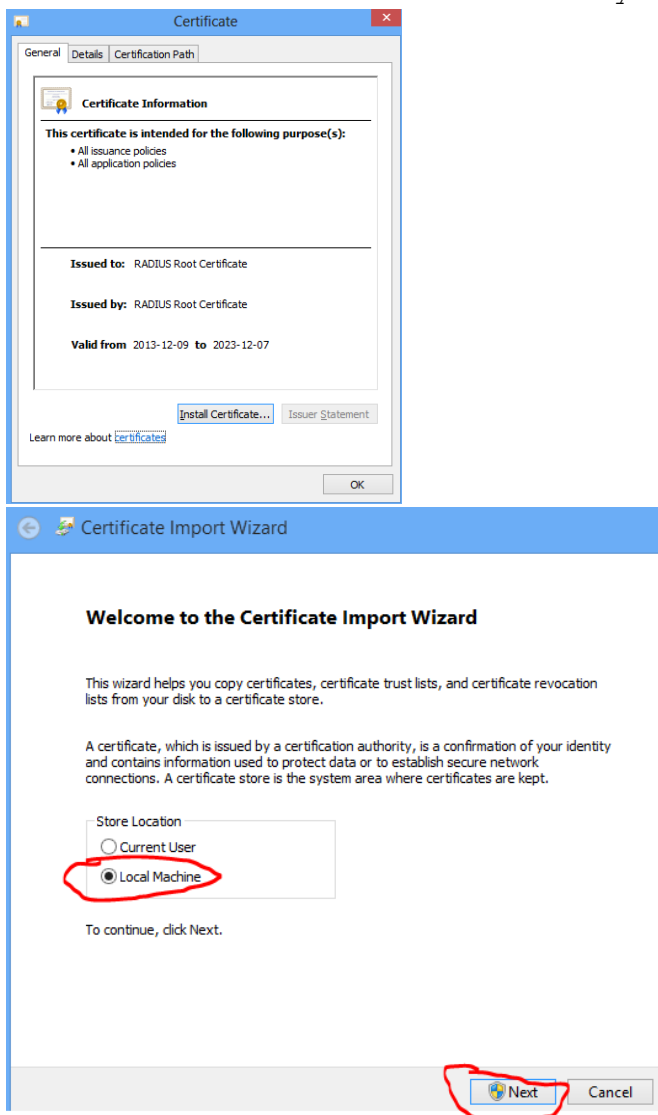 Certificate
General Details Certification Path
Certificate Information
This certificate is intended for the following purpose(s):
• All issuance policies
• All application policies
Issued to: RADIUS Root Certificate
Issued by: RADIUS Root Certificate
Valid from 2013-12-09 to 2023-12-07
Install Certificate... Issuer Statement
Learn more about certificates
OK
Certificate Import Wizard
Welcome to the Certificate Import Wizard
This wizard helps you copy certificates, certificate trust lists, and certificate revocation
lists from your disk to a certificate store.
A certificate, which is issued by a certification authority, is a confirmation of your identity
and contains information used to protect data or to establish secure network
connections. A certificate store is the system area where certificates are kept.
Store Location
Current User
Local Machine
To continue, click Next.
Next Cancel